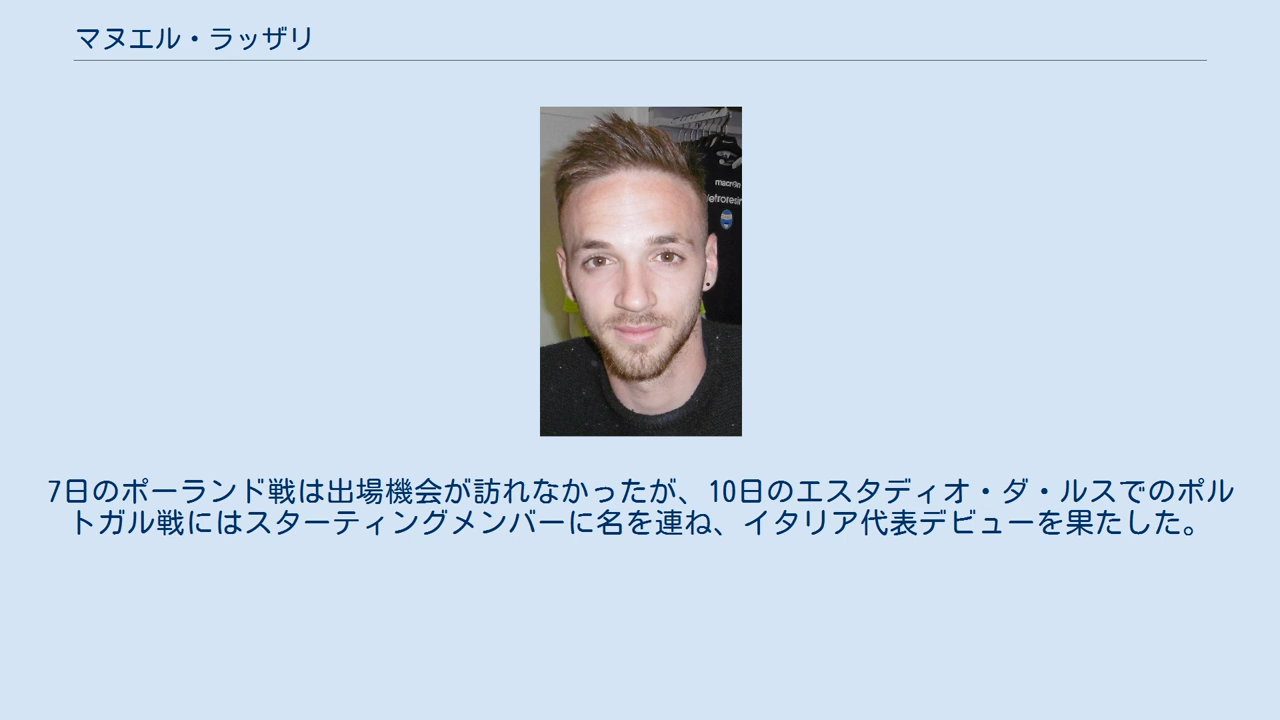 マヌエル・ラッザリ
macron
7日のポーランド戦は出場機会が訪れなかったが、10日のエスタディオ・ダ・ルスでのポル
トガル戦にはスターティングメンバーに名を連ね、イタリア代表デビューを果たした。